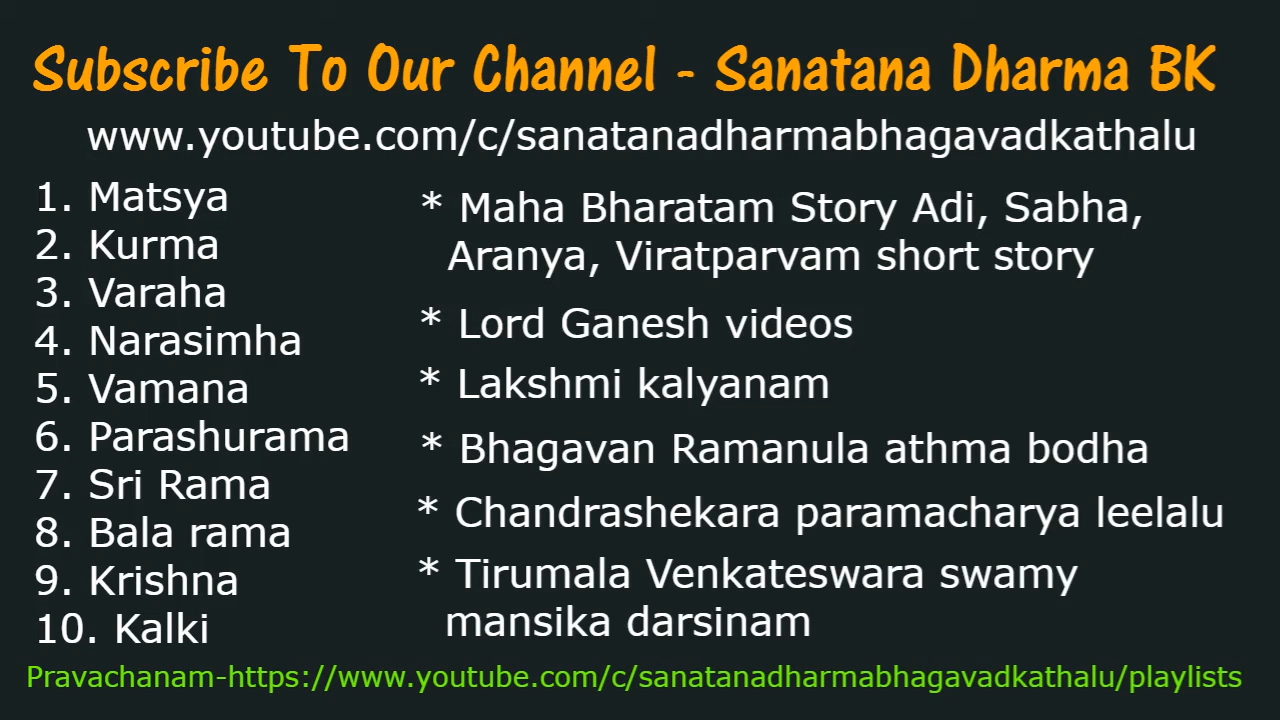 Subscribe To Our Channel - Sanatana Dharma BK
www.youtube.com/c/sanatanadharmabhagavadkathalu
1. Matsya
2. Kurma
3. Varaha
4. Narasimha
5. Vamana
6. Parashurama
7. Sri Rama
8. Bala rama
9. Krishna
10. Kalki
* Maha Bharatam Story Adi, Sabha,
Aranya, Viratparvam short story
* Lord Ganesh videos
* Lakshmi kalyanam
* Bhagavan Ramanula athma bodha
* Chandrashekara paramacharya leelalu
* Tirumala Venkateswara swamy
mansika darsinam
Pravachanam-https://www.youtube.com/c/sanatanadharmabhagavadkathalu/playlists